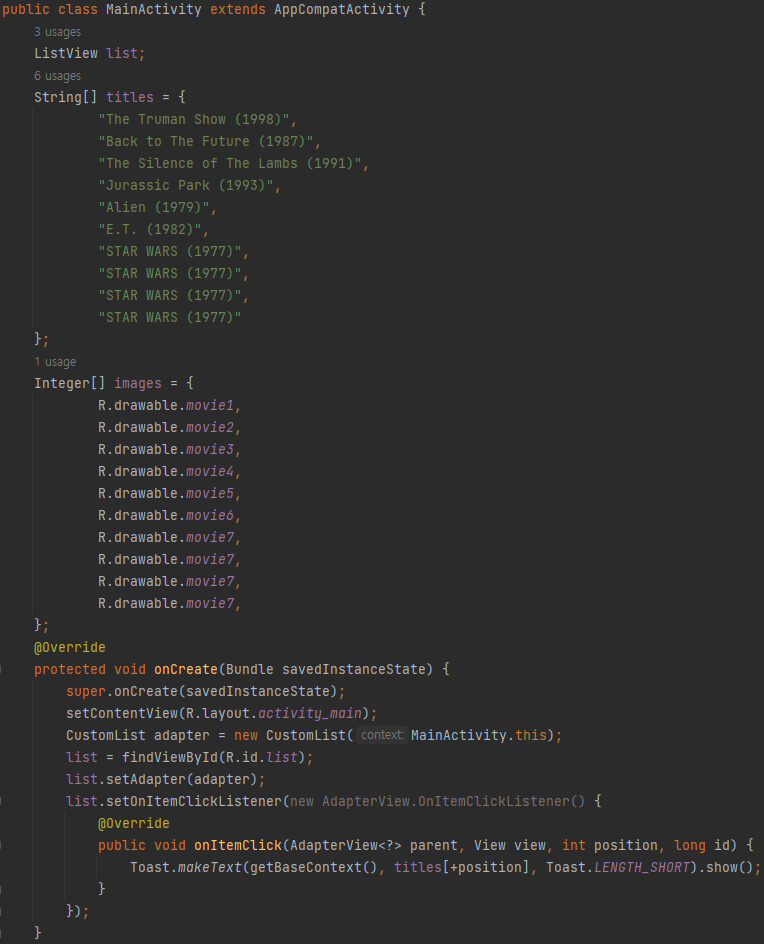 public class MainActivity extends AppCompatActivity {
3 usages
ListView list;
6 usages
String[] titles = {
"The Truman Show (1998)",
"Back to The Future (1987)",
"The Silence of The Lambs (1991)",
"Jurassic Park (1993)",
"Alien (1979)",
"E.T. (1982)",
"STAR WARS (1977)",
"STAR WARS (1977)",
"STAR WARS (1977)",
"STAR WARS (1977)"
};
1 usage
Integer[] images = {
R.drawable.movie1,
R.drawable.movie2,
R.drawable.movie3,
R.drawable.movie4,
R.drawable.movie5,
R.drawable.movie6,
R.drawable.movie7,
R.drawable.movie7,
R.drawable.movie7,
R.drawable.movie7,
};
@Override
protected void onCreate(Bundle savedInstanceState) {
super.onCreate(savedInstanceState);
setContentView(R.layout.activity_main);
CustomList adapter = new CustomList( context: MainActivity.this);
list = findViewById(R.id.list);
list.setAdapter(adapter);
list.setOnItemClickListener(new AdapterView.OnItemClickListener() {
@Override
public void onItemClick(AdapterView<?> parent, View view, int position, long id) {
Toast.makeText(getBaseContext(), titles[+position], Toast.LENGTH_SHORT).show();
}
});
}